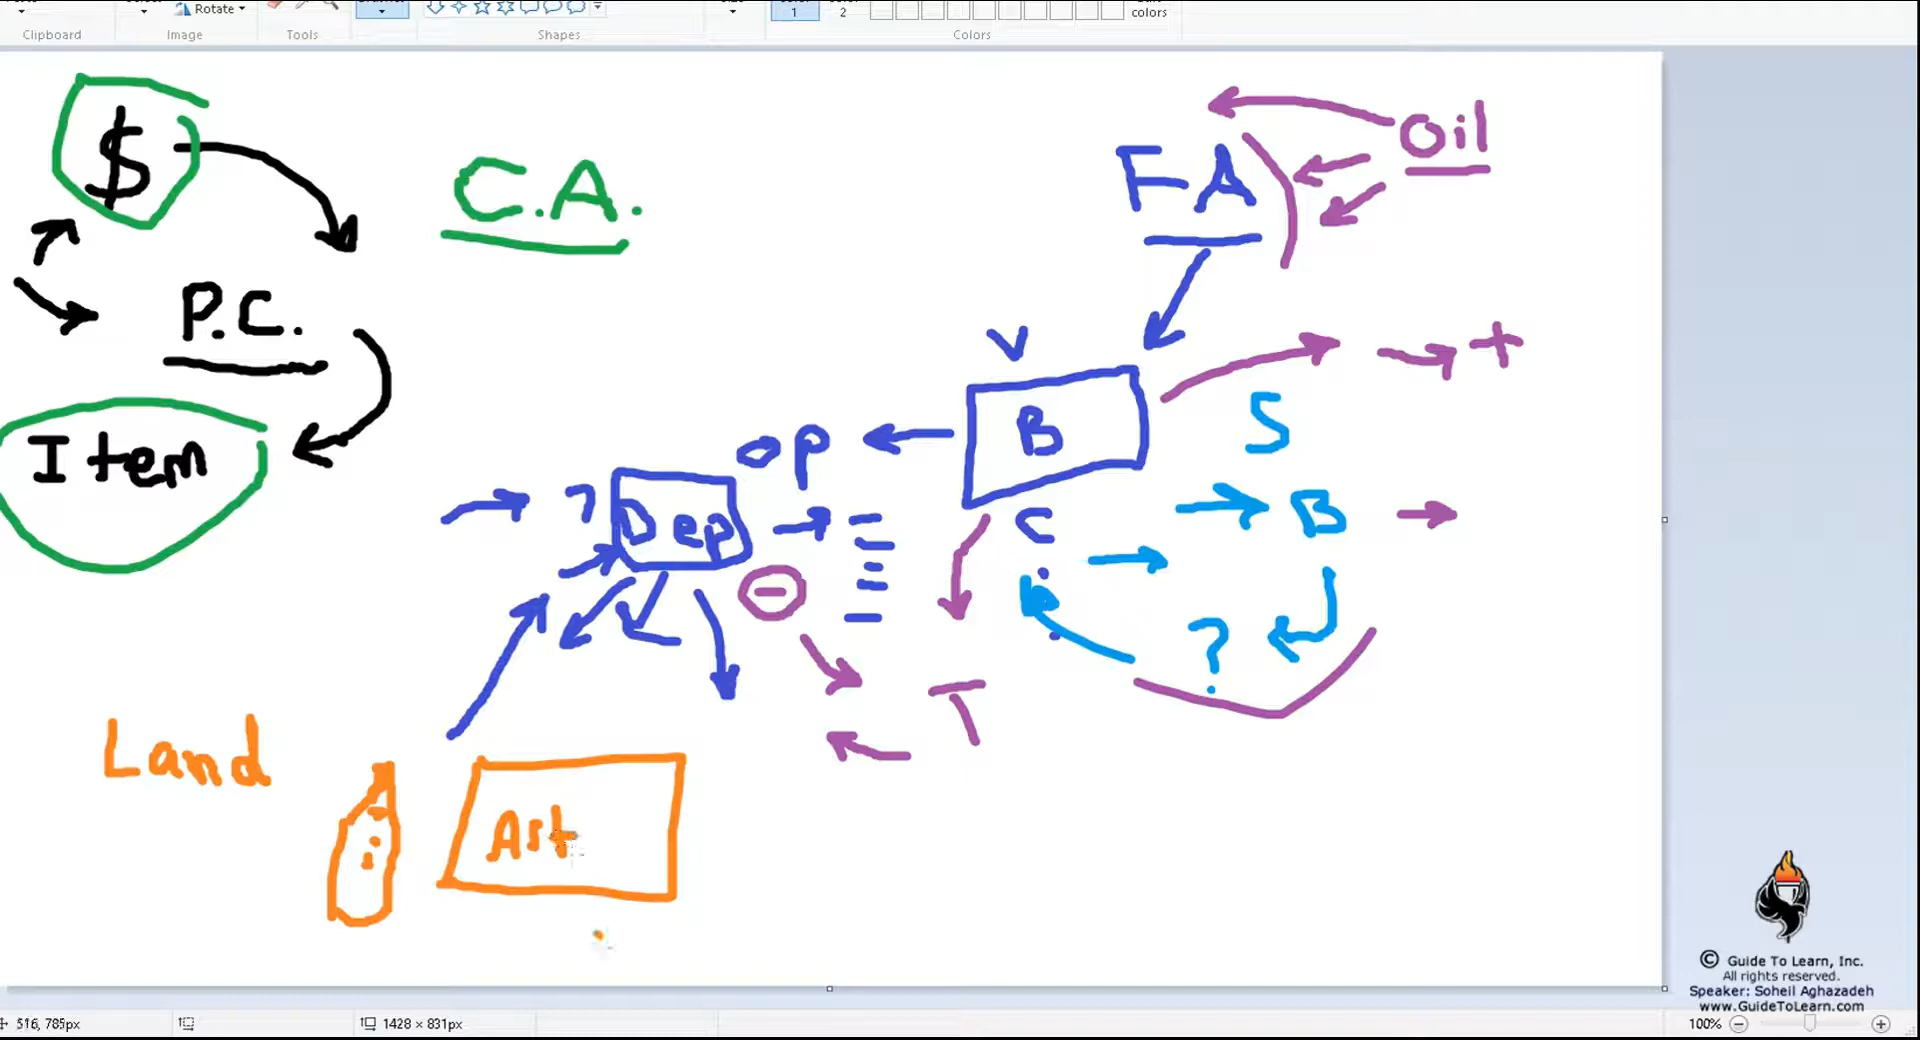 Rotate
1
2
colors
Clipboard
Image
Tools
Shapes
Colors
$
C.A.
FA
Oil
P.C.
V
+
Item
B
S
OP
?
Dep
C
B
?
T
Land
Ast
© Guide To Learn, Inc.
All rights reserved.
Speaker: Soheil Aghazadeh
www.GuideToLearn.com
516, 785px
1428 × 831px
100%